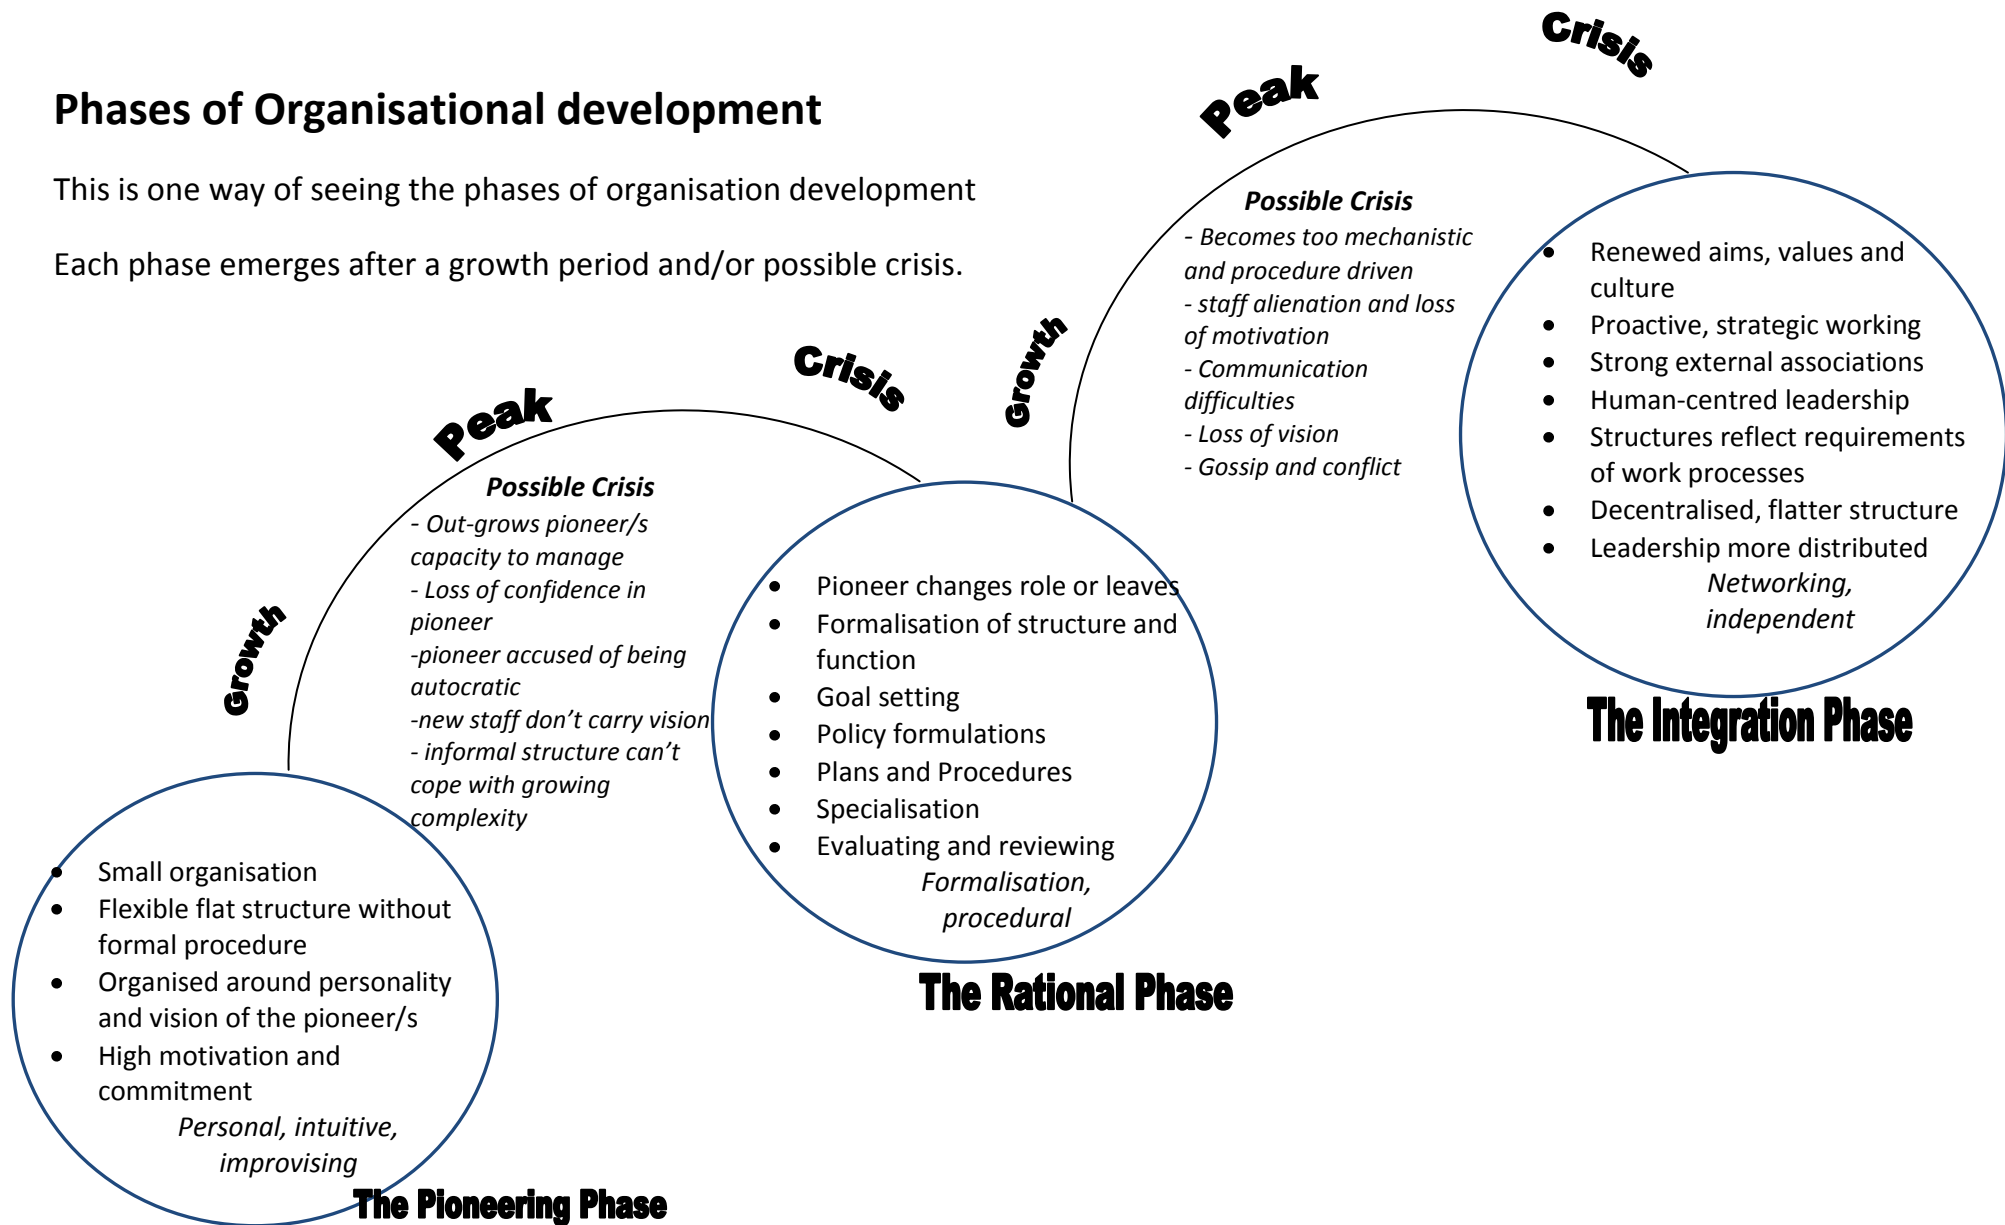 Phases of Organisational development
This is one way of seeing the phases of organisation development
Each phase emerges after a growth period and/or possible crisis.
Growth
Peak
Crisis
Possible Crisis
- Out-grows pioneer/s
capacity to manage
- Loss of confidence in
pioneer
-pioneer accused of being
autocratic
-new staff don’t carry vision
- informal structure can’t
cope with growing
complexity
Growth
Peak
Crisis
Possible Crisis
- Becomes too mechanistic
and procedure driven
- staff alienation and loss
of motivation
- Communication
difficulties
- Loss of vision
- Gossip and conflict
• Small organisation
• Flexible flat structure without
formal procedure
• Organised around personality
and vision of the pioneer/s
• High motivation and
commitment
Personal, intuitive,
improvising
The Pioneering Phase
• Pioneer changes role or leaves
• Formalisation of structure and
function
• Goal setting
• Policy formulations
• Plans and Procedures
• Specialisation
• Evaluating and reviewing
Formalisation,
procedural
The Rational Phase
• Renewed aims, values and
culture
• Proactive, strategic working
• Strong external associations
• Human-centred leadership
• Structures reflect requirements
of work processes
• Decentralised, flatter structure
• Leadership more distributed
Networking,
independent
The Integration Phase